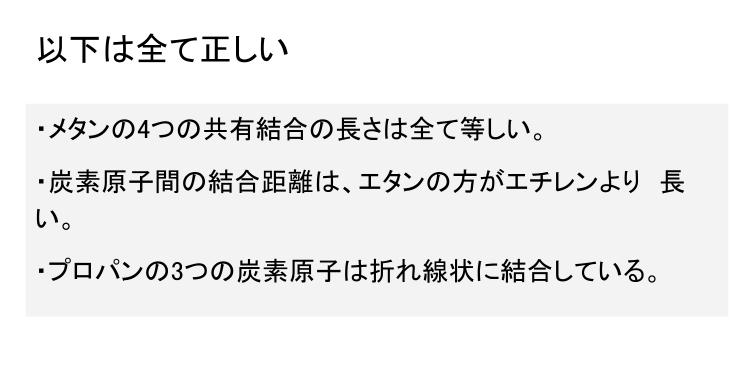 以下は全て正しい
・メタンの4つの共有結合の長さは全て等しい。
・炭素原子間の結合距離は、エタンの方がエチレンより　長
い。
・プロパンの3つの炭素原子は折れ線状に結合している。